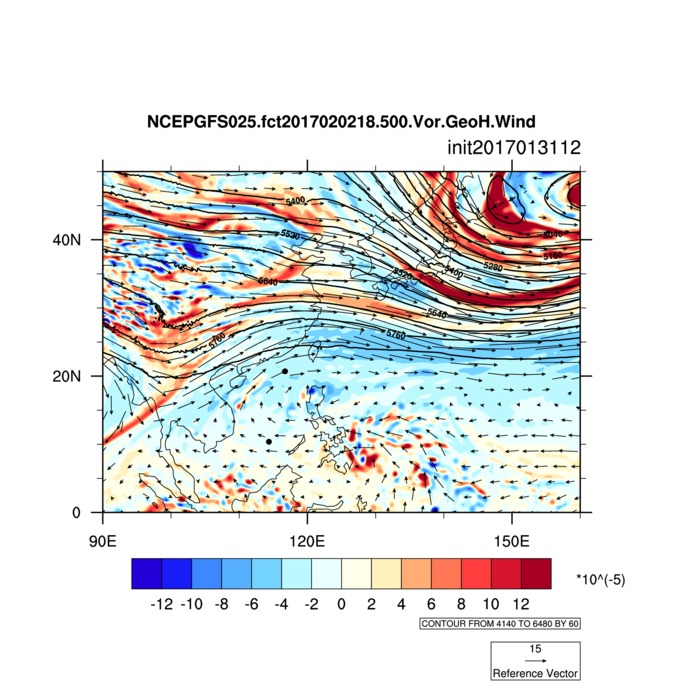 NCEPGFS025.fct2017020218.500.Vor.GeoH.Wind
init2017013112
5400
5520
5040
5160
5280
5400
5520
5640
5640
5760
5760
40N
20N
0
90E 120E 150E
-12 -10 -8 -6 -4 -2 0 2 4 6 8 10 12
*10^(-5)
CONTOUR FROM 4140 TO 6480 BY 60
15
Reference Vector